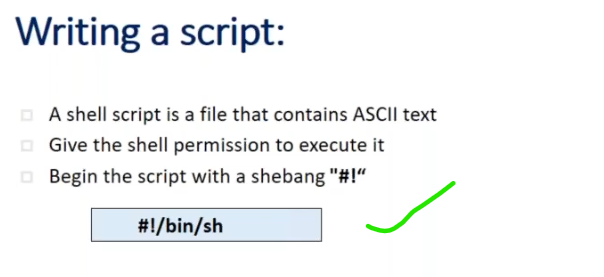 Writing a script:
A shell script is a file that contains ASCII text
Give the shell permission to execute it
Begin the script with a shebang "#!“
#!/bin/sh